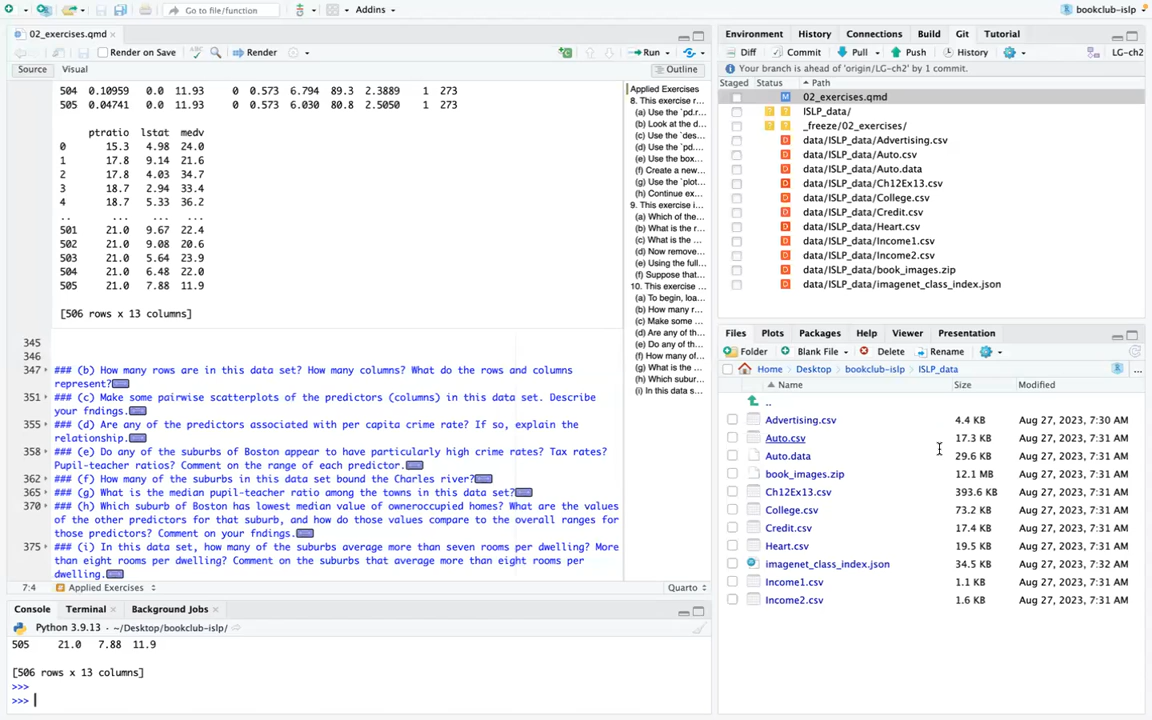 Go to file/function
Addins
bookclub-islp
02_exercises.qmd
Render on Save
Render
Run
Source
Visual
Outline
504 0.10959 0.0 11.93 0 0.573 6.794 89.3 2.3889 1 273
505 0.04741 0.0 11.93 0 0.573 6.030 80.8 2.5050 1 273
ptratio lstat medv
0 15.3 4.98 24.0
1 17.8 9.14 21.6
2 17.8 4.03 34.7
3 18.7 2.94 33.4
4 18.7 5.33 36.2
.. ... ... ...
501 21.0 9.67 22.4
502 21.0 9.08 20.6
503 21.0 5.64 23.9
504 21.0 6.48 22.0
505 21.0 7.88 11.9
[506 rows x 13 columns]
345
346
347 ### (b) How many rows are in this data set? How many columns? What do the rows and columns
represent?
351 ### (c) Make some pairwise scatterplots of the predictors (columns) in this data set. Describe
your fndings.
355 ### (d) Are any of the predictors associated with per capita crime rate? If so, explain the
relationship.
358 ### (e) Do any of the suburbs of Boston appear to have particularly high crime rates? Tax rates?
Pupil-teacher ratios? Comment on the range of each predictor.
362 ### (f) How many of the suburbs in this data set bound the Charles river?
365 ### (g) What is the median pupil-teacher ratio among the towns in this data set?
370 ### (h) Which suburb of Boston has lowest median value of owneroccupied homes? What are the values
of the other predictors for that suburb, and how do those values compare to the overall ranges
for those predictors? Comment on your fndings.
375 ### (i) In this data set, how many of the suburbs average more than seven rooms per dwelling? More
than eight rooms per dwelling? Comment on the suburbs that average more than eight rooms per
dwelling.
7:4 Applied Exercises
Quarto
Applied Exercises
8. This exercise r...
(a) Use the `pd.r...
(b) Look at the d...
(c) Use the `des...
(d) Use the `pd....
(e) Use the box...
(f) Create a new...
(g) Use the `plot...
(h) Continue ex...
9. This exercise i...
(a) Which of the...
(b) What is the r...
(c) What is the ...
(d) Now remove...
(e) Using the full...
(f) Suppose that...
10. This exercise...
(a) To begin, loa...
(b) How many r...
(c) Make some ...
(d) Are any of th...
(e) Do any of th...
(f) How many of...
(g) What is the ...
(h) Which subur...
(i) In this data s...
Console
Terminal
Background Jobs
Python 3.9.13 · ~/Desktop/bookclub-islp/
505 21.0 7.88 11.9
[506 rows x 13 columns]
>>>
>>>
Environment
History
Connections
Build
Git
Tutorial
Diff
Commit
Pull
Push
History
LG-ch2
Your branch is ahead of 'origin/LG-ch2' by 1 commit.
Staged
Status
Path
M 02_exercises.qmd
? ? ISLP_data/
? ? _freeze/02_exercises/
D data/ISLP_data/Advertising.csv
D data/ISLP_data/Auto.csv
D data/ISLP_data/Auto.data
D data/ISLP_data/Ch12Ex13.csv
D data/ISLP_data/College.csv
D data/ISLP_data/Credit.csv
D data/ISLP_data/Heart.csv
D data/ISLP_data/Income1.csv
D data/ISLP_data/Income2.csv
D data/ISLP_data/book_images.zip
D data/ISLP_data/imagenet_class_index.json
Files
Plots
Packages
Help
Viewer
Presentation
Folder
Blank File
Delete
Rename
Home
Desktop
bookclub-islp
ISLP_data
...
Name
Size
Modified
..
Advertising.csv 4.4 KB Aug 27, 2023, 7:30 AM
Auto.csv 17.3 KB Aug 27, 2023, 7:31 AM
Auto.data 29.6 KB Aug 27, 2023, 7:31 AM
book_images.zip 12.1 MB Aug 27, 2023, 7:31 AM
Ch12Ex13.csv 393.6 KB Aug 27, 2023, 7:31 AM
College.csv 73.2 KB Aug 27, 2023, 7:31 AM
Credit.csv 17.4 KB Aug 27, 2023, 7:31 AM
Heart.csv 19.5 KB Aug 27, 2023, 7:31 AM
imagenet_class_index.json 34.5 KB Aug 27, 2023, 7:32 AM
Income1.csv 1.1 KB Aug 27, 2023, 7:31 AM
Income2.csv 1.6 KB Aug 27, 2023, 7:31 AM